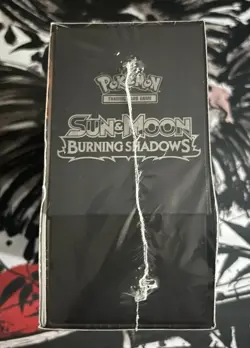 Pokémon
TRADING CARD GAME
SUN & MOON
BURNING SHADOWS